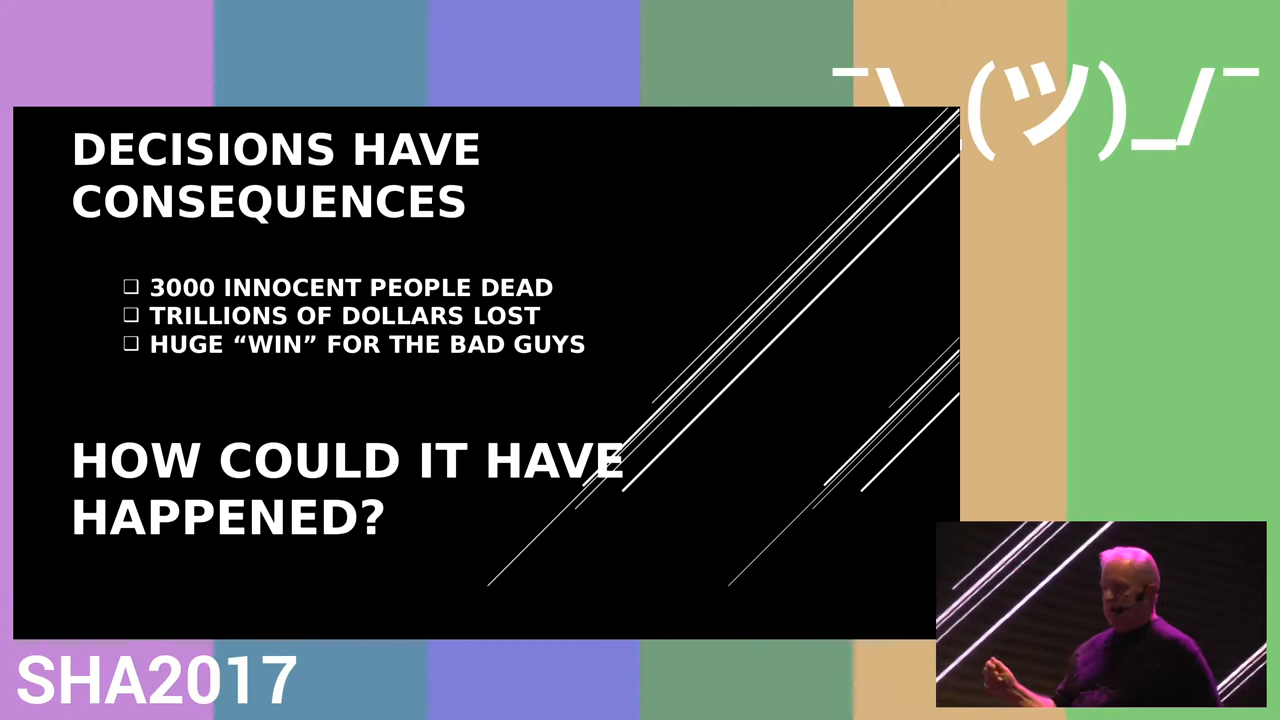 ¯\_(ツ)_/¯
DECISIONS HAVE
CONSEQUENCES
❑ 3000 INNOCENT PEOPLE DEAD
❑ TRILLIONS OF DOLLARS LOST
❑ HUGE “WIN” FOR THE BAD GUYS
HOW COULD IT HAVE
HAPPENED?
SHA2017